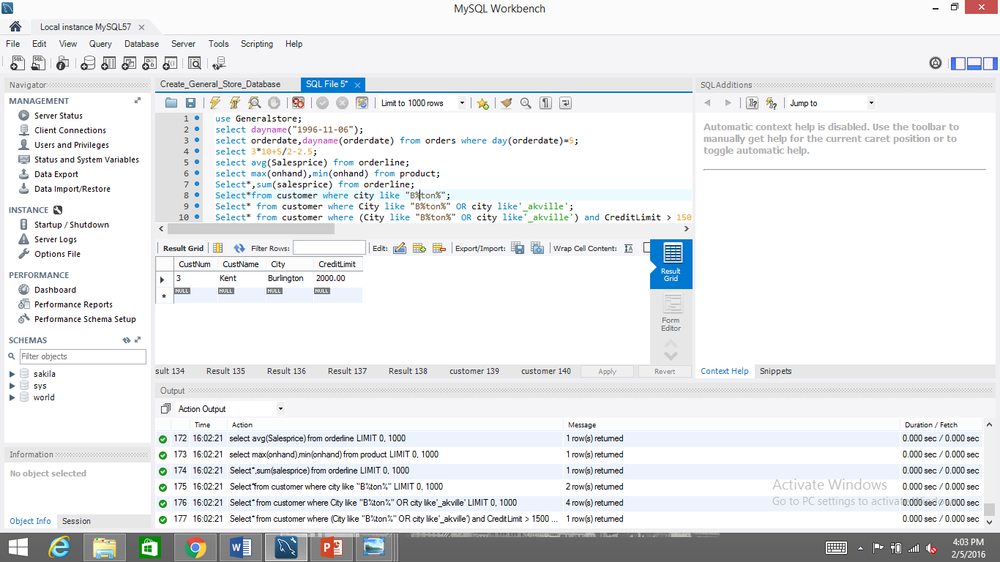 MySQL Workbench
Local instance MySQL57
File Edit View Query Database Server Tools Scripting Help
Navigator
MANAGEMENT
Server Status
Client Connections
Users and Privileges
Status and System Variables
Data Export
Data Import/Restore
INSTANCE
Startup / Shutdown
Server Logs
Options File
PERFORMANCE
Dashboard
Performance Reports
Performance Schema Setup
SCHEMAS
Filter objects
sakila
sys
world
Information
No object selected
Object Info Session
Create_General_Store_Database SQL File 5*
Limit to 1000 rows
1 use Generalstore;
2 select dayname("1996-11-06");
3 select orderdate,dayname(orderdate) from orders where day(orderdate)=5;
4 select 3*10+5/2-2.5;
5 select avg(Salesprice) from orderline;
6 select max(onhand),min(onhand) from product;
7 Select*,sum(salesprice) from orderline;
8 Select*from customer where city like "B%ton%";
9 Select* from customer where City like "B%ton%" OR city like'_akville';
10 Select* from customer where (City like "B%ton%" OR city like'_akville') and CreditLimit > 150
Result Grid Filter Rows: Edit: Export/Import: Wrap Cell Content:
CustNum CustName City CreditLimit
3 Kent Burlington 2000.00
NULL NULL NULL NULL
Result Grid
Form Editor
sult 134 Result 135 Result 136 Result 137 Result 138 customer 139 customer 140 Apply Revert
SQLAdditions
Jump to
Automatic context help is disabled. Use the toolbar to
manually get help for the current caret position or to
toggle automatic help.
Context Help Snippets
Output
Action Output
Time Action Message Duration / Fetch
172 16:02:21 select avg(Salesprice) from orderline LIMIT 0, 1000 1 row(s) returned 0.000 sec / 0.000 sec
173 16:02:21 select max(onhand),min(onhand) from product LIMIT 0, 1000 1 row(s) returned 0.000 sec / 0.000 sec
174 16:02:21 Select*,sum(salesprice) from orderline LIMIT 0, 1000 1 row(s) returned 0.000 sec / 0.000 sec
175 16:02:21 Select*from customer where city like "B%ton%" LIMIT 0, 1000 2 row(s) returned 0.000 sec / 0.000 sec
176 16:02:21 Select* from customer where City like "B%ton%" OR city like'_akville' LIMIT 0, 1000 4 row(s) returned 0.000 sec / 0.000 sec
177 16:02:21 Select* from customer where (City like "B%ton%" OR city like'_akville') and CreditLimit > 1500 ... 1 row(s) returned 0.000 sec / 0.000 sec
Activate Windows
Go to PC settings to activate Windows.
4:03 PM
2/5/2016